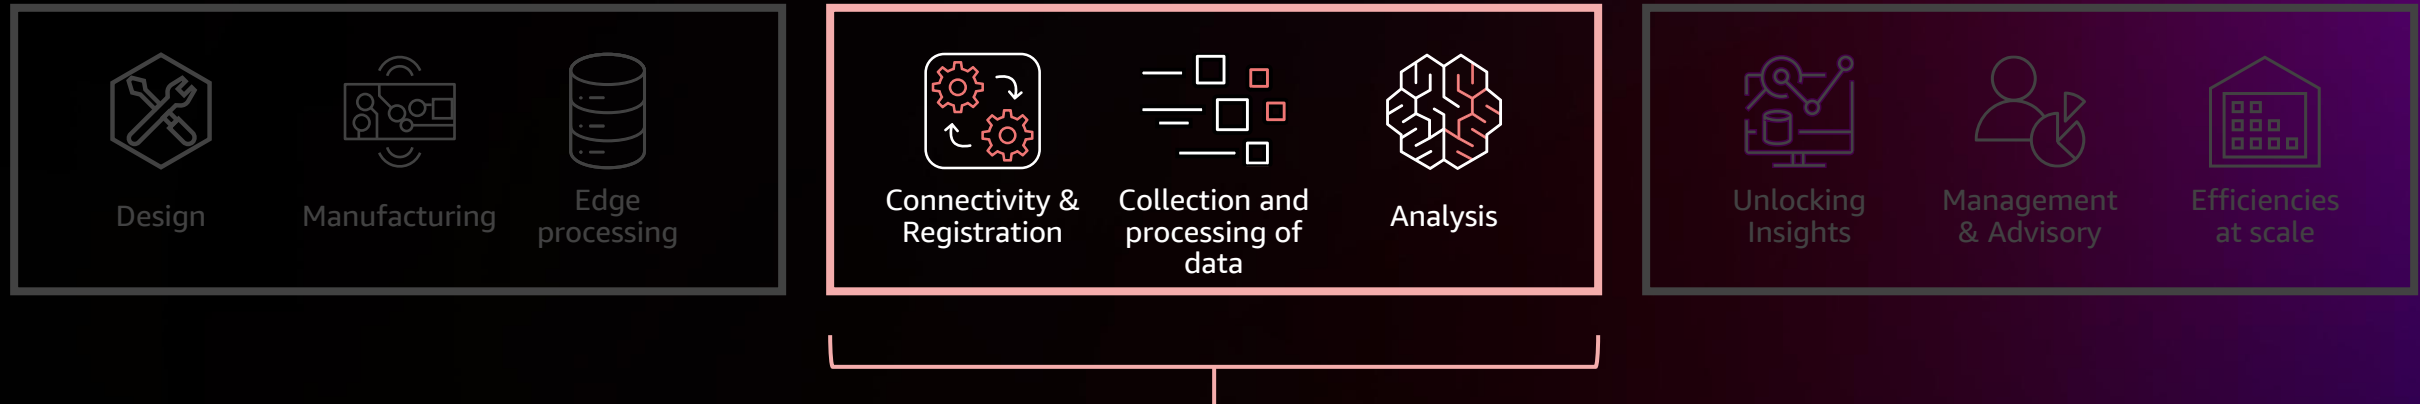 Design
Manufacturing
Edge
processing
Connectivity &
Registration
Collection and
processing of
data
Analysis
Unlocking
Insights
Management
& Advisory
Efficiencies
at scale